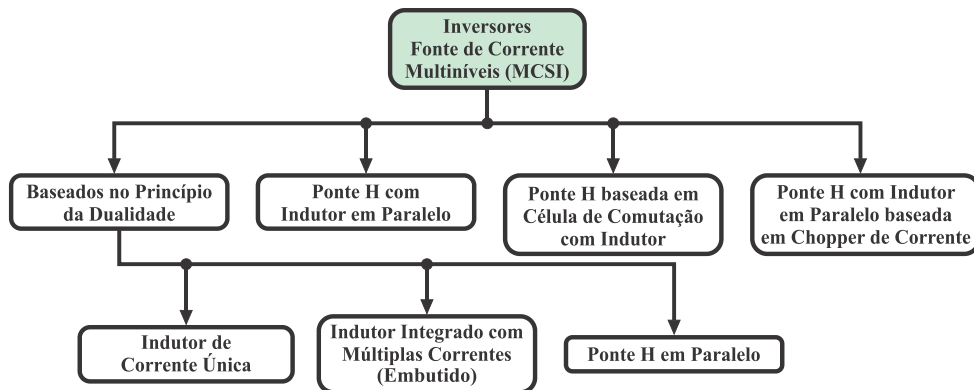 Inversores
Fonte de Corrente
Multiníveis (MCSI)
Baseados no Princípio
da Dualidade
Ponte H com
Indutor em Paralelo
Ponte H baseada em
Célula de Comutação
com Indutor
Ponte H com Indutor
em Paralelo baseada
em Chopper de Corrente
Indutor de
Corrente Única
Indutor Integrado com
Múltiplas Correntes
(Embutido)
Ponte H em Paralelo